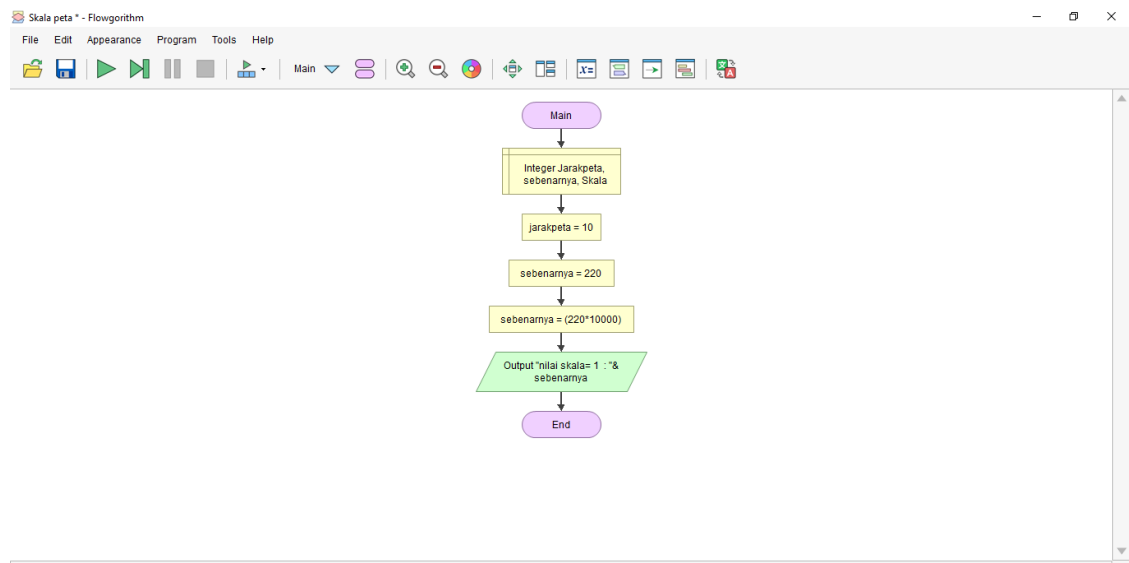 Skala peta * - Flowgorithm
File Edit Appearance Program Tools Help
Main
x=
Main
Integer Jarakpeta,
sebenarnya, Skala
jarakpeta = 10
sebenarnya = 220
sebenarnya = (220*10000)
Output "nilai skala= 1 : "&
sebenarnya
End